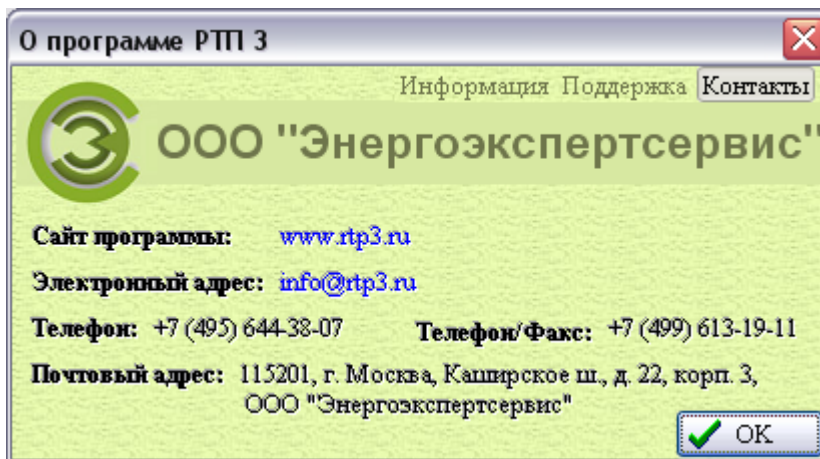 О программе РТП 3
Информация Поддержка Контакты
ООО "Энергоэкспертсервис"
Сайт программы: www.rtp3.ru
Электронный адрес: info@rtp3.ru
Телефон: +7 (495) 644-38-07 Телефон/Факс: +7 (499) 613-19-11
Почтовый адрес: 115201, г. Москва, Каширское ш., д. 22, корп. 3,
ООО "Энергоэкспертсервис"
OK